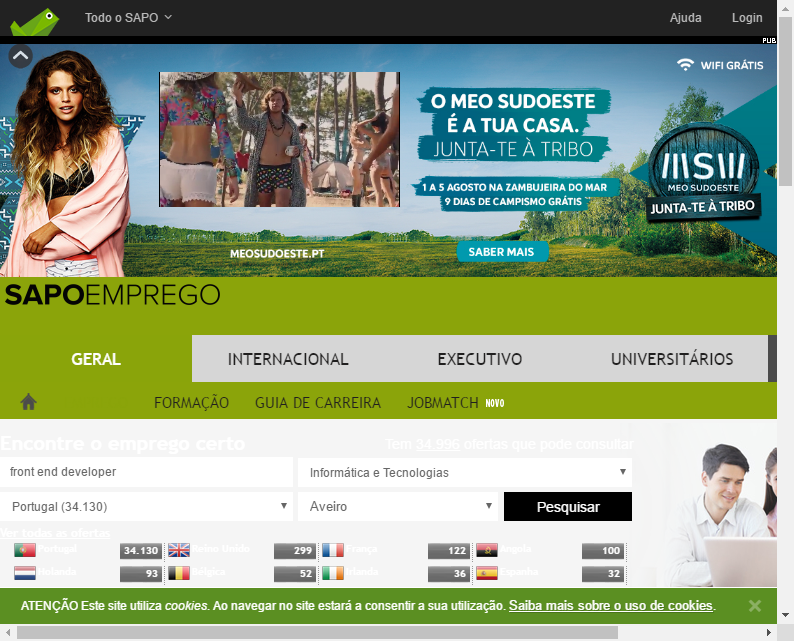 Todo o SAPO
Ajuda
Login
PUB
WIFI GRÁTIS
O MEO SUDOESTE
É A TUA CASA.
JUNTA-TE À TRIBO
1 A 5 AGOSTO NA ZAMBUJEIRA DO MAR
9 DIAS DE CAMPISMO GRÁTIS
MEO SUDOESTE
JUNTA-TE À TRIBO
MEOSUDOESTE.PT
SABER MAIS
SAPOEMPREGO
GERAL
INTERNACIONAL
EXECUTIVO
UNIVERSITÁRIOS
FORMAÇÃO
GUIA DE CARREIRA
JOBMATCH NOVO
Encontre o emprego certo
Tem 34.996 ofertas que pode consultar
front end developer
Informática e Tecnologias
Portugal (34.130)
Aveiro
Pesquisar
Ver todas as ofertas
Portugal 34.130
Reino Unido 299
França 122
Angola 100
Holanda 93
Bélgica 52
Irlanda 36
Espanha 32
ATENÇÃO Este site utiliza cookies. Ao navegar no site estará a consentir a sua utilização. Saiba mais sobre o uso de cookies.